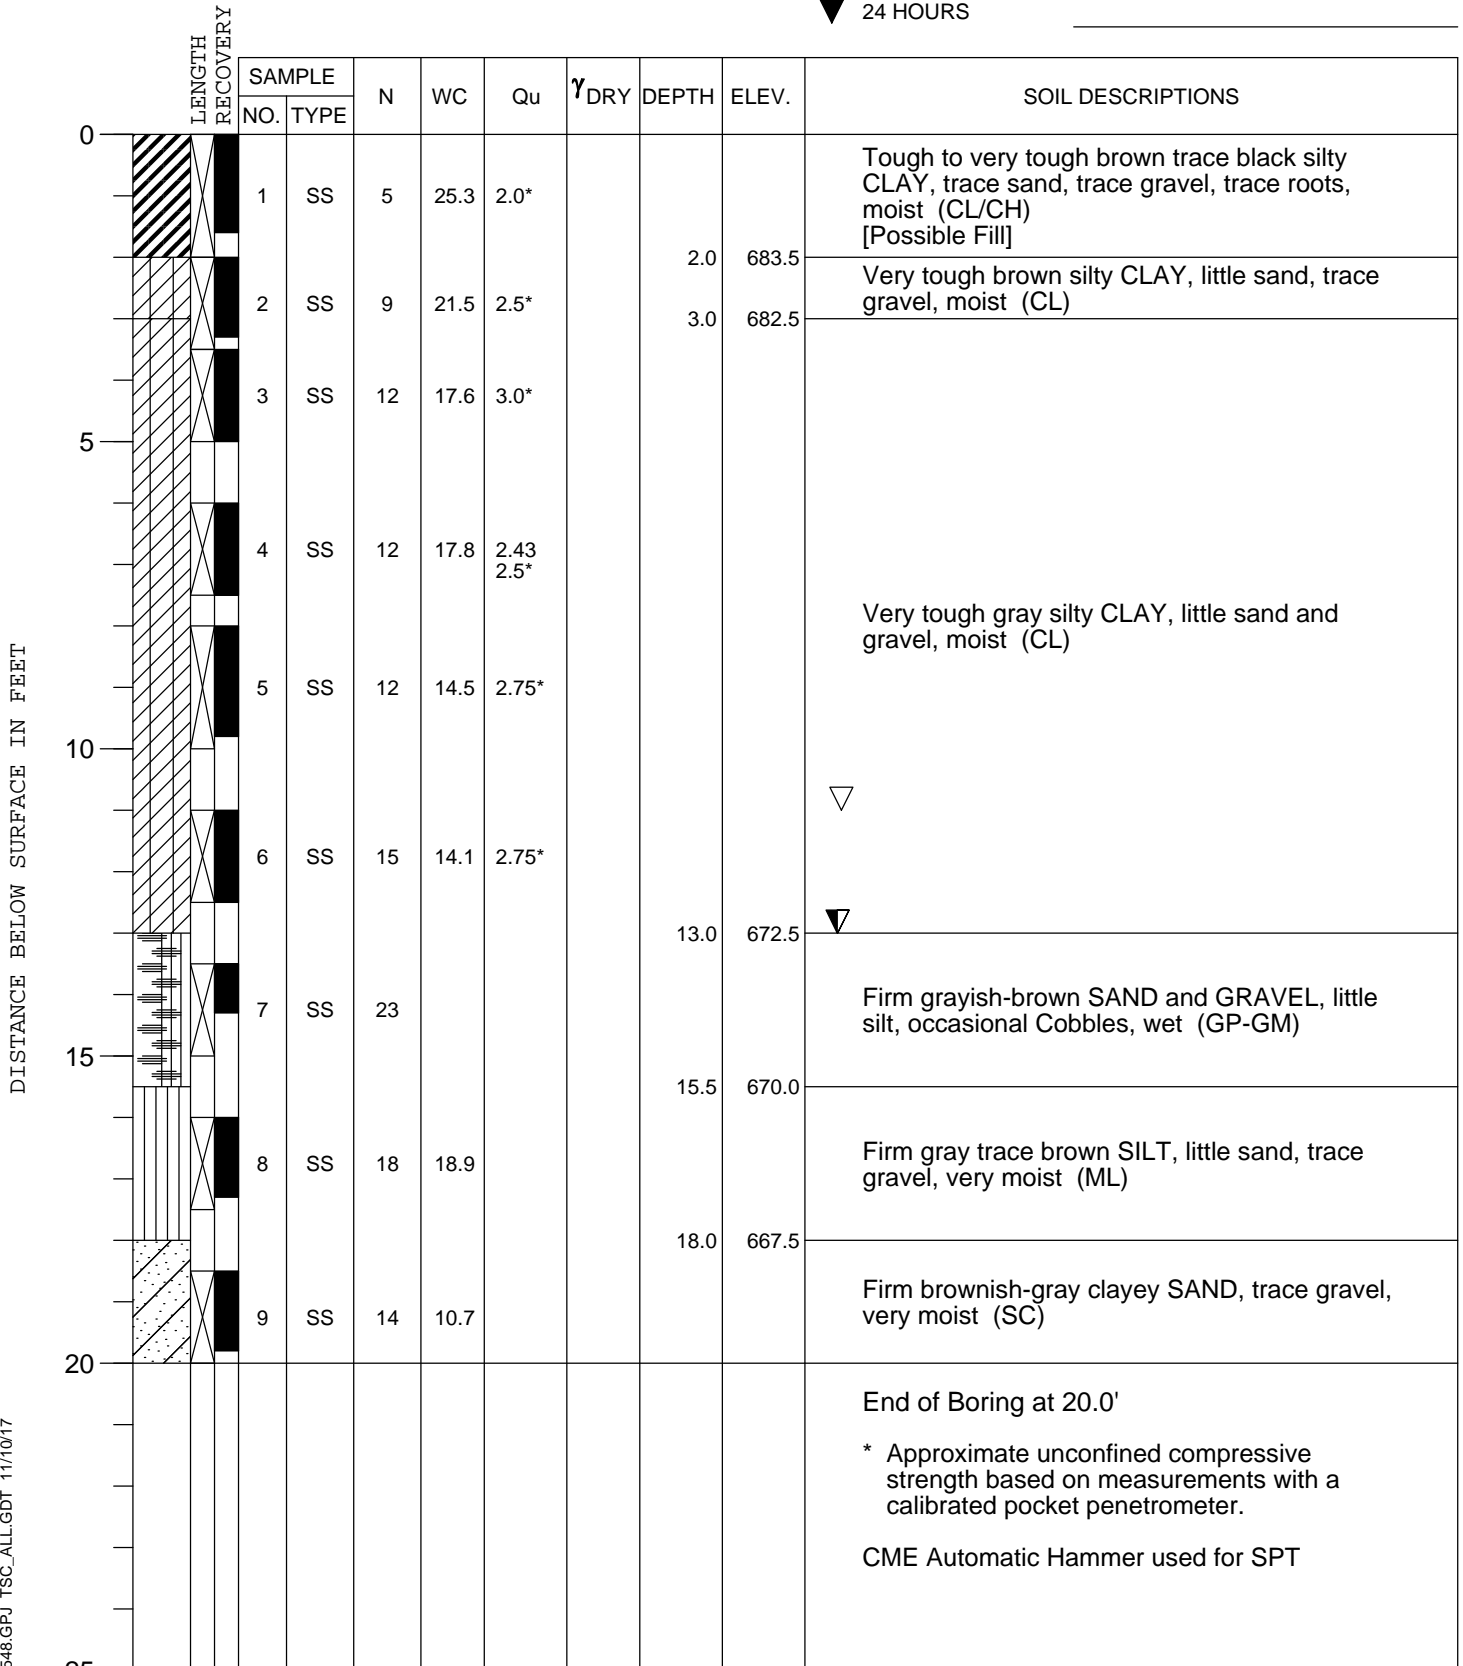 24 HOURS
LENGTH
RECOVERY
SAMPLE
NO. TYPE N WC Qu γDRY DEPTH ELEV. SOIL DESCRIPTIONS
0
Tough to very tough brown trace black silty
CLAY, trace sand, trace gravel, trace roots,
moist (CL/CH)
[Possible Fill]
1 SS 5 25.3 2.0*
2.0 683.5
Very tough brown silty CLAY, little sand, trace
gravel, moist (CL)
2 SS 9 21.5 2.5*
3.0 682.5
3 SS 12 17.6 3.0*
5
4 SS 12 17.8 2.43
2.5*
Very tough gray silty CLAY, little sand and
gravel, moist (CL)
5 SS 12 14.5 2.75*
10
6 SS 15 14.1 2.75*
13.0 672.5
Firm grayish-brown SAND and GRAVEL, little
silt, occasional Cobbles, wet (GP-GM)
7 SS 23
15
15.5 670.0
Firm gray trace brown SILT, little sand, trace
gravel, very moist (ML)
8 SS 18 18.9
18.0 667.5
Firm brownish-gray clayey SAND, trace gravel,
very moist (SC)
9 SS 14 10.7
20
End of Boring at 20.0'
* Approximate unconfined compressive
strength based on measurements with a
calibrated pocket penetrometer.
CME Automatic Hammer used for SPT
DISTANCE BELOW SURFACE IN FEET
548.GPJ TSC_ALL.GDT 11/10/17